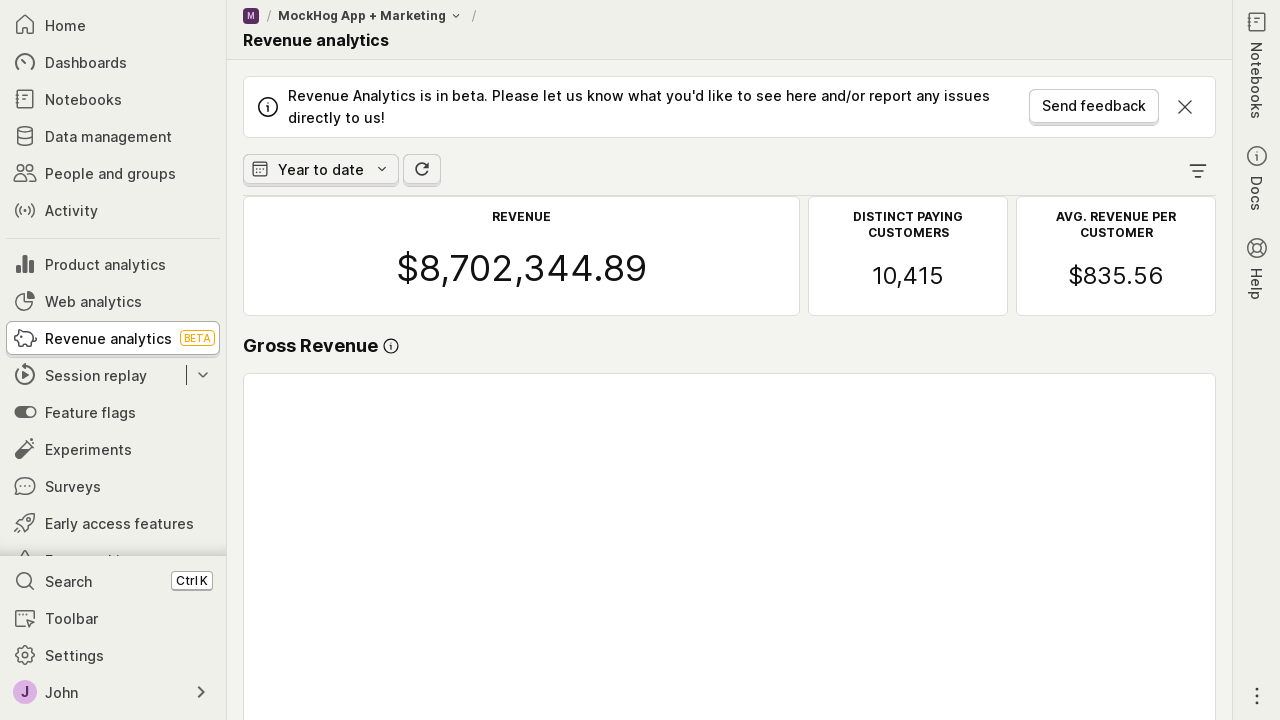 Home
Dashboards
Notebooks
Data management
People and groups
Activity
Product analytics
Web analytics
Revenue analytics BETA
Session replay
Feature flags
Experiments
Surveys
Early access features
Search Ctrl K
Toolbar
Settings
J John
M / MockHog App + Marketing /
Revenue analytics
Revenue Analytics is in beta. Please let us know what you'd like to see here and/or report any issues
directly to us!
Send feedback
Year to date
REVENUE
$8,702,344.89
DISTINCT PAYING
CUSTOMERS
10,415
AVG. REVENUE PER
CUSTOMER
$835.56
Gross Revenue
Notebooks
Docs
Help